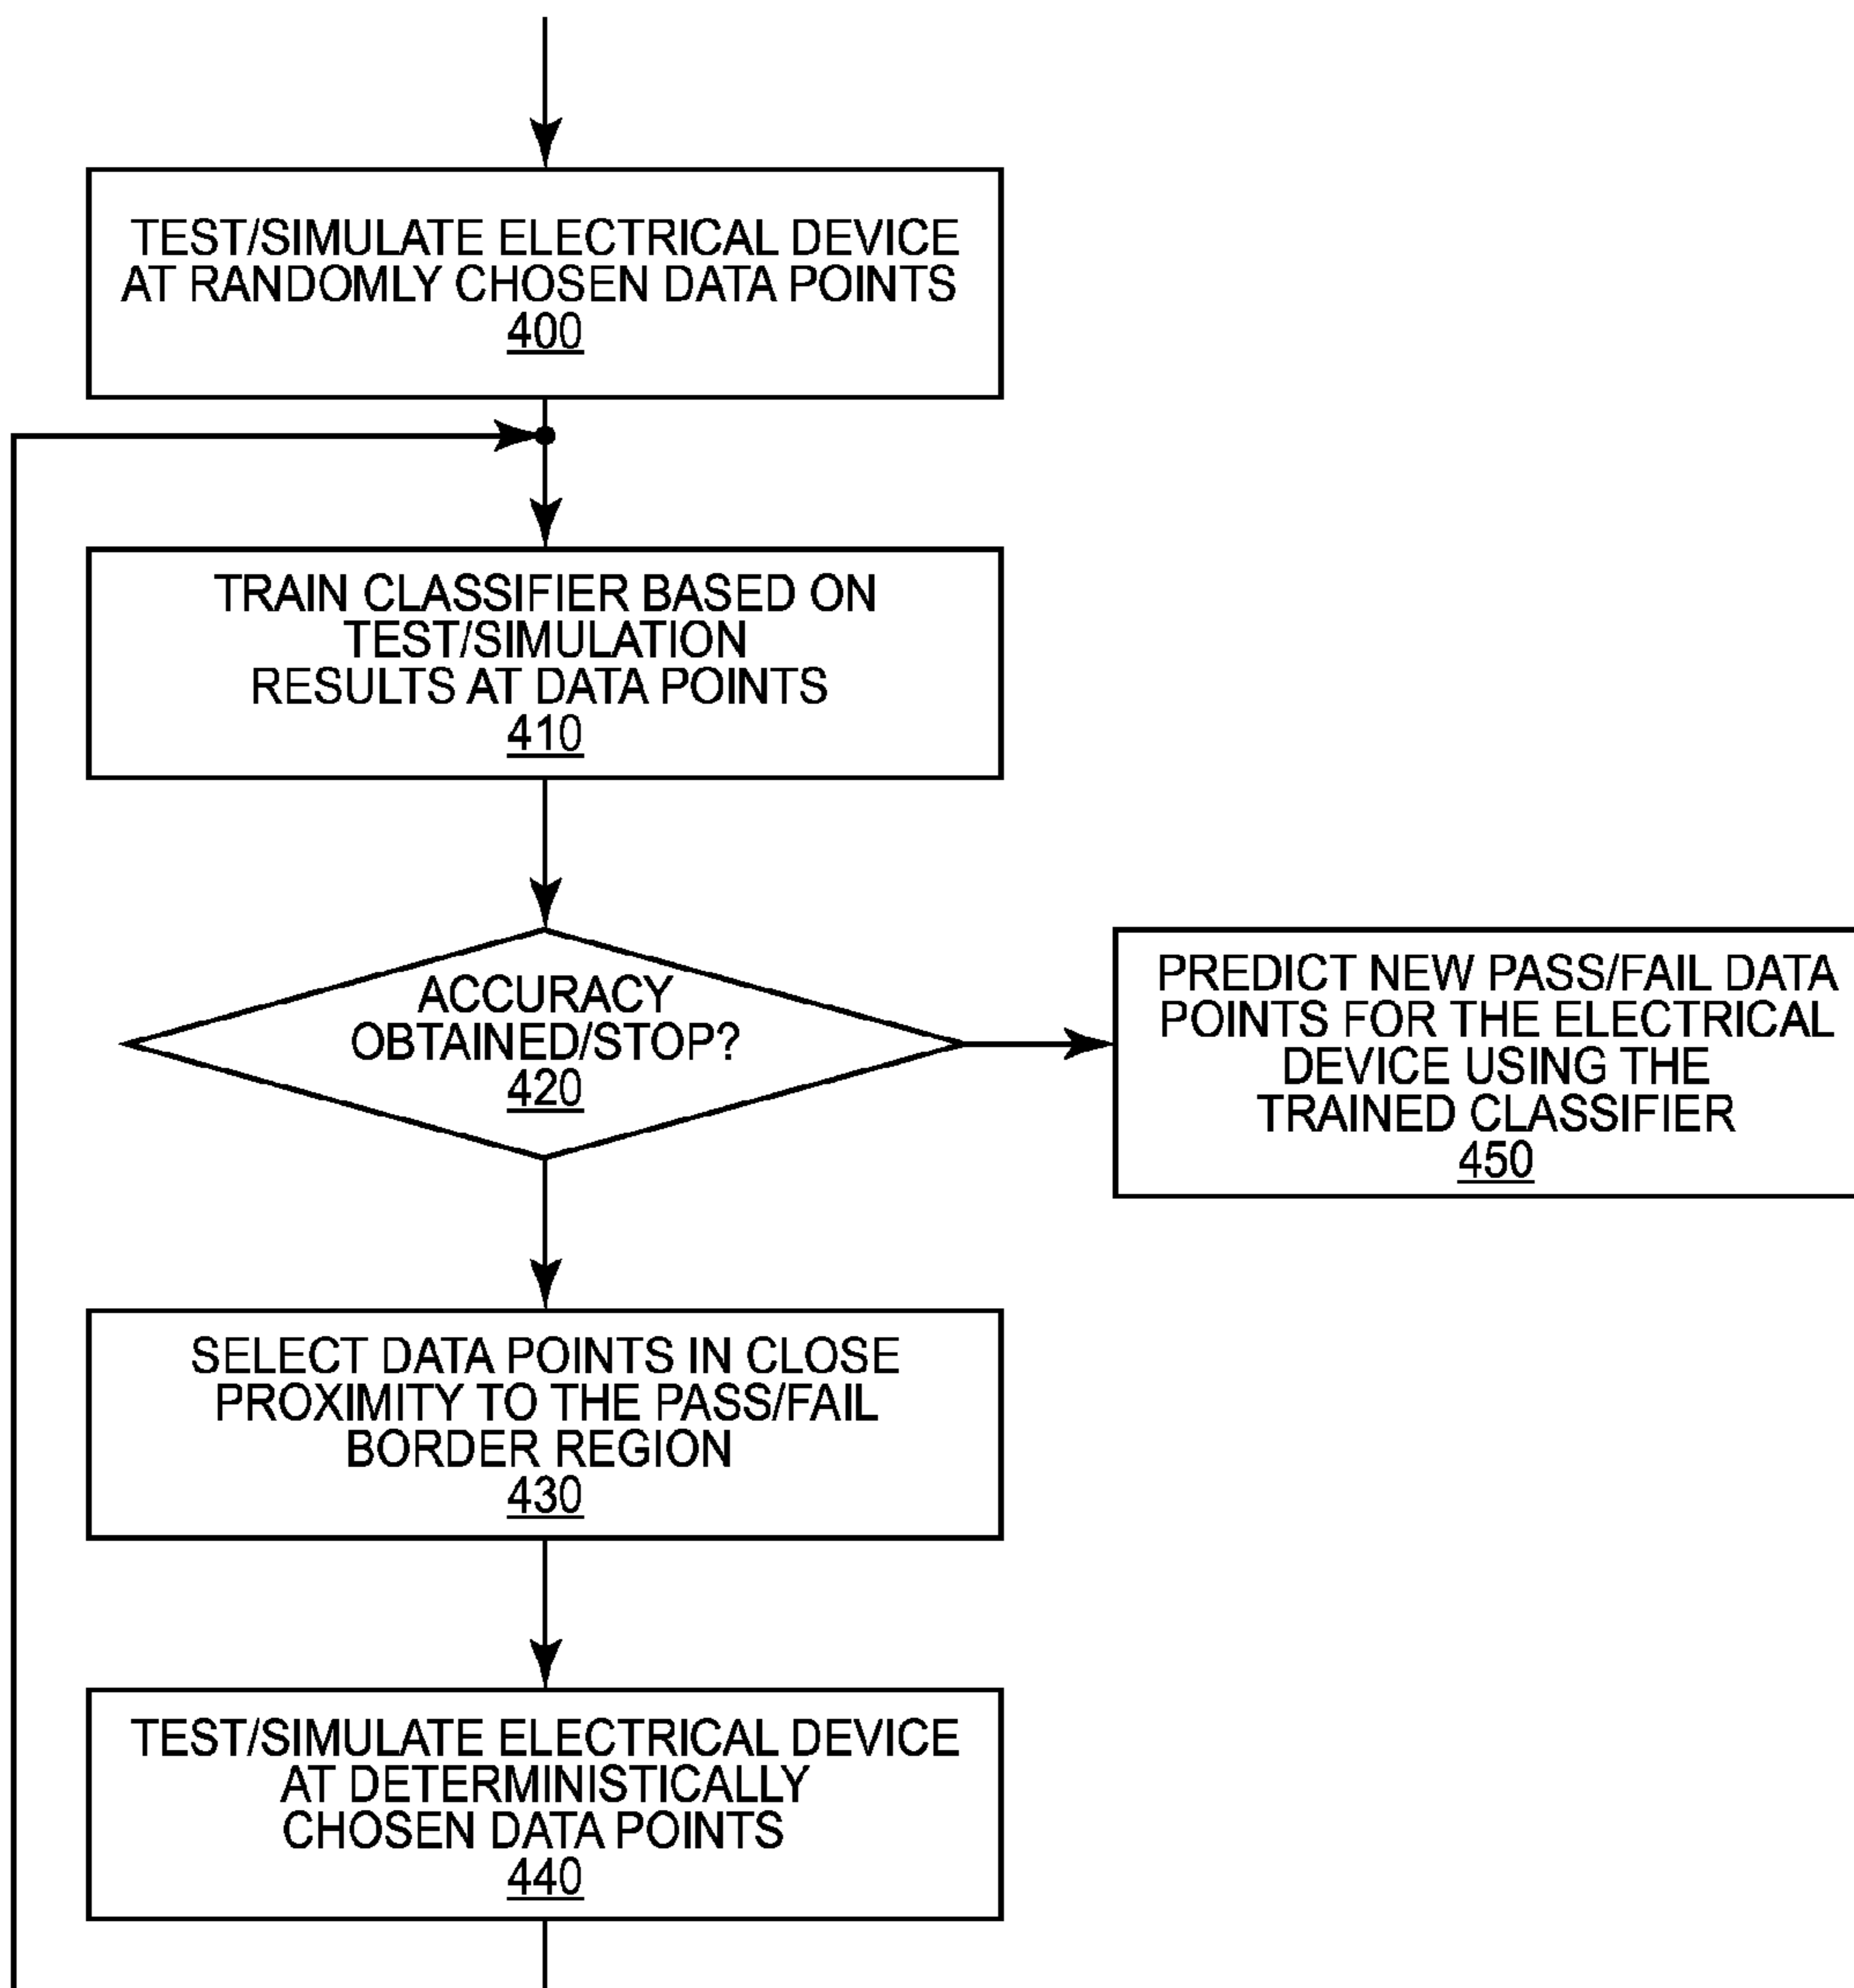 TEST/SIMULATE ELECTRICAL DEVICE
AT RANDOMLY CHOSEN DATA POINTS
400
TRAIN CLASSIFIER BASED ON
TEST/SIMULATION
RESULTS AT DATA POINTS
410
ACCURACY
OBTAINED/STOP?
420
PREDICT NEW PASS/FAIL DATA
POINTS FOR THE ELECTRICAL
DEVICE USING THE
TRAINED CLASSIFIER
450
SELECT DATA POINTS IN CLOSE
PROXIMITY TO THE PASS/FAIL
BORDER REGION
430
TEST/SIMULATE ELECTRICAL DEVICE
AT DETERMINISTICALLY
CHOSEN DATA POINTS
440